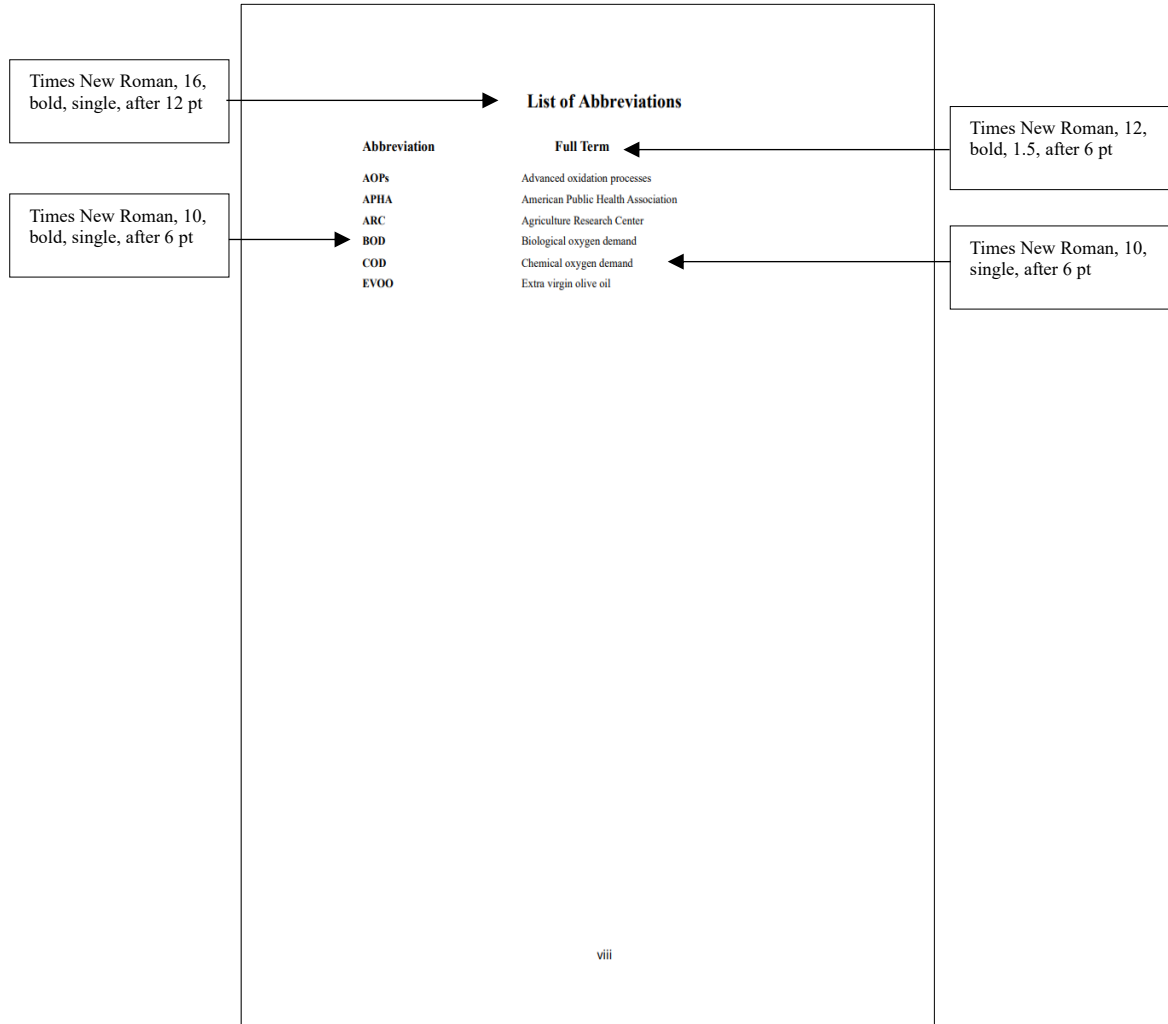 Times New Roman, 16,
bold, single, after 12 pt
List of Abbreviations
Times New Roman, 12,
bold, 1.5, after 6 pt
Abbreviation Full Term
AOPs Advanced oxidation processes
APHA American Public Health Association
ARC Agriculture Research Center
BOD Biological oxygen demand
COD Chemical oxygen demand
EVOO Extra virgin olive oil
Times New Roman, 10,
bold, single, after 6 pt
Times New Roman, 10,
single, after 6 pt
viii